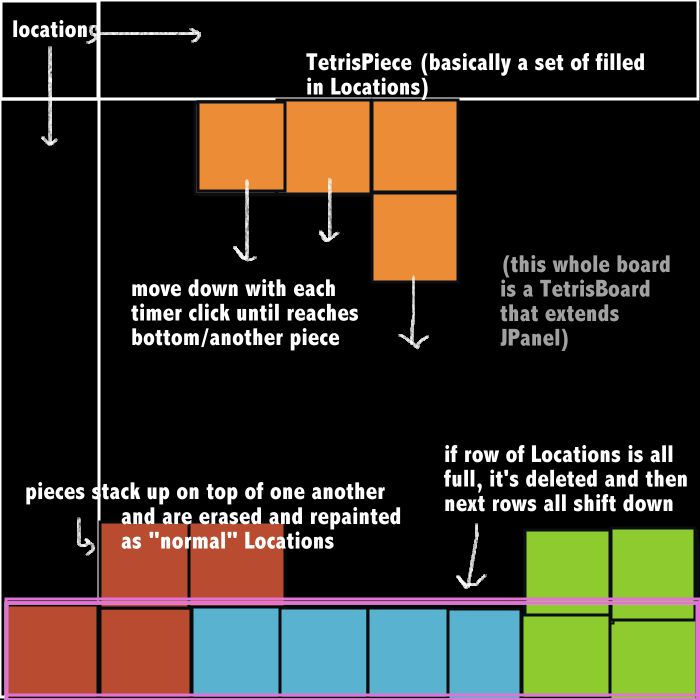 locations
TetrisPiece (basically a set of filled
in Locations)
move down with each
timer click until reaches
bottom/another piece
(this whole board
is a TetrisBoard
that extends
JPanel)
if row of Locations is all
full, it's deleted and then
next rows all shift down
pieces stack up on top of one another
and are erased and repainted
as "normal" Locations